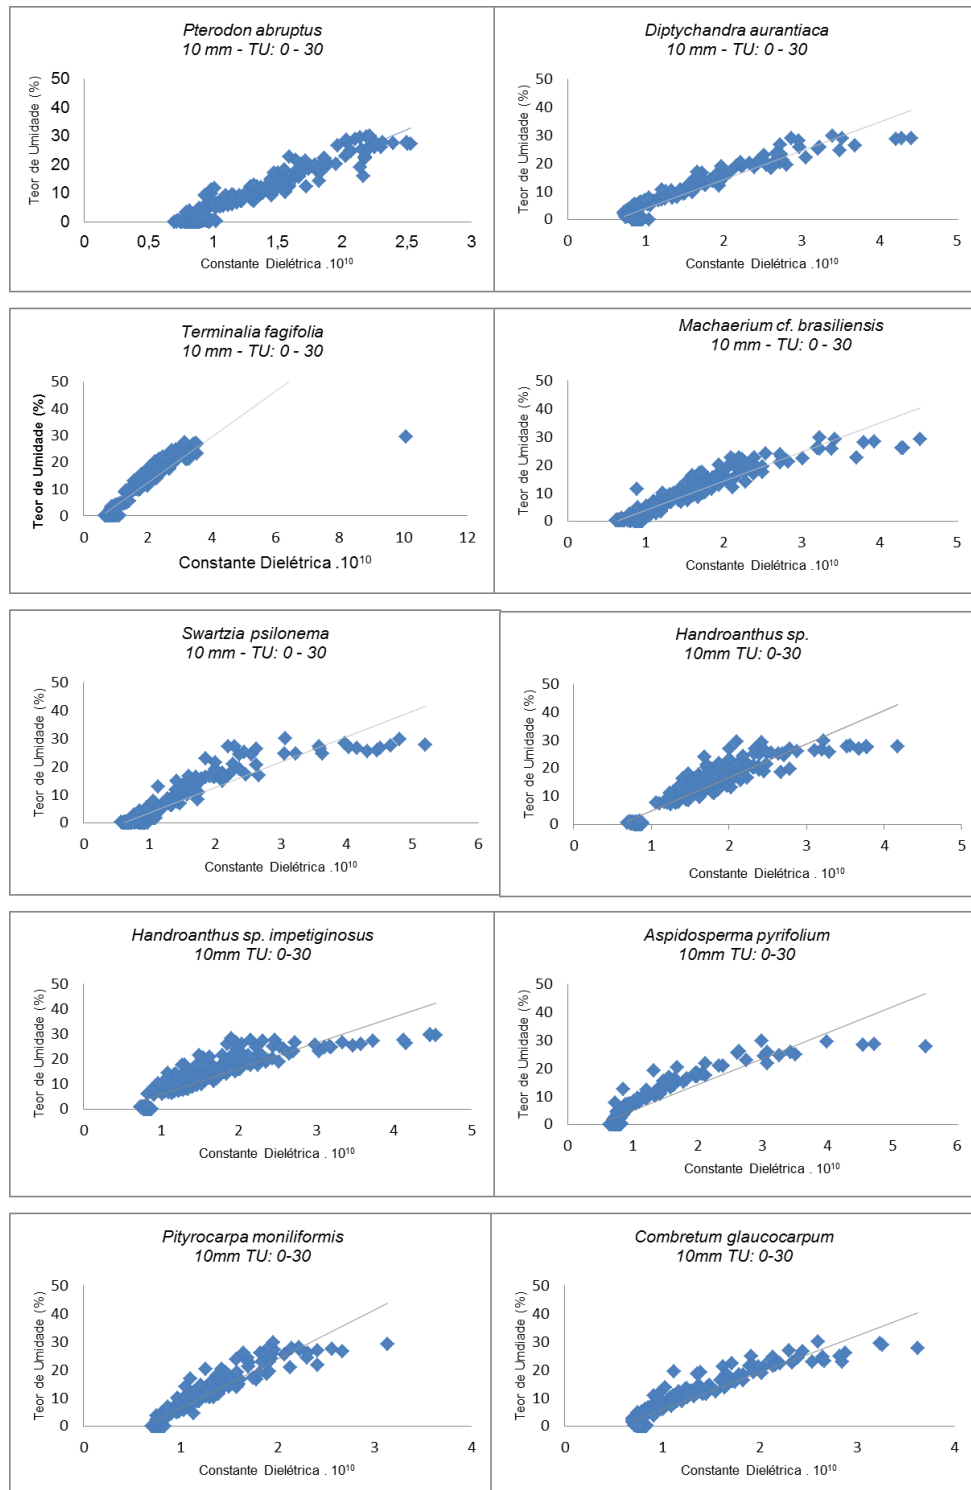 Pterodon abruptus
10 mm - TU: 0 - 30
Teor de Umidade (%)
50
40
30
20
10
0
0 0,5 1 1,5 2 2,5 3
Constante Dielétrica .10¹⁰
Diptychandra aurantiaca
10 mm - TU: 0 - 30
Teor de Umidade (%)
50
40
30
20
10
0
0 1 2 3 4 5
Constante Dielétrica .10¹⁰
Terminalia fagifolia
10 mm - TU: 0 - 30
Teor de Umidade (%)
50
40
30
20
10
0
0 2 4 6 8 10 12
Constante Dielétrica .10¹⁰
Machaerium cf. brasiliensis
10 mm - TU: 0 - 30
Teor de Umidade (%)
50
40
30
20
10
0
0 1 2 3 4 5
Constante Dielétrica .10¹⁰
Swartzia psilonema
10 mm - TU: 0 - 30
Teor de Umidade (%)
50
40
30
20
10
0
0 1 2 3 4 5 6
Constante Dielétrica .10¹⁰
Handroanthus sp.
10mm TU: 0-30
Teor de Umidade (%)
50
40
30
20
10
0
0 1 2 3 4 5
Constante Dielétrica . 10¹⁰
Handroanthus sp. impetiginosus
10mm TU: 0-30
Teor de Umidade (%)
50
40
30
20
10
0
0 1 2 3 4 5
Constante Dielétrica . 10¹⁰
Aspidosperma pyrifolium
10mm TU: 0-30
Teor de Umidade (%)
50
40
30
20
10
0
0 1 2 3 4 5 6
Constante Dielétrica . 10¹⁰
Pityrocarpa moniliformis
10mm TU: 0-30
Teor de Umidade (%)
50
40
30
20
10
0
0 1 2 3 4
Constante Dielétrica . 10¹⁰
Combretum glaucocarpum
10mm TU: 0-30
Teor de Umdiade (%)
50
40
30
20
10
0
0 1 2 3 4
Constante Dielétrica . 10¹⁰